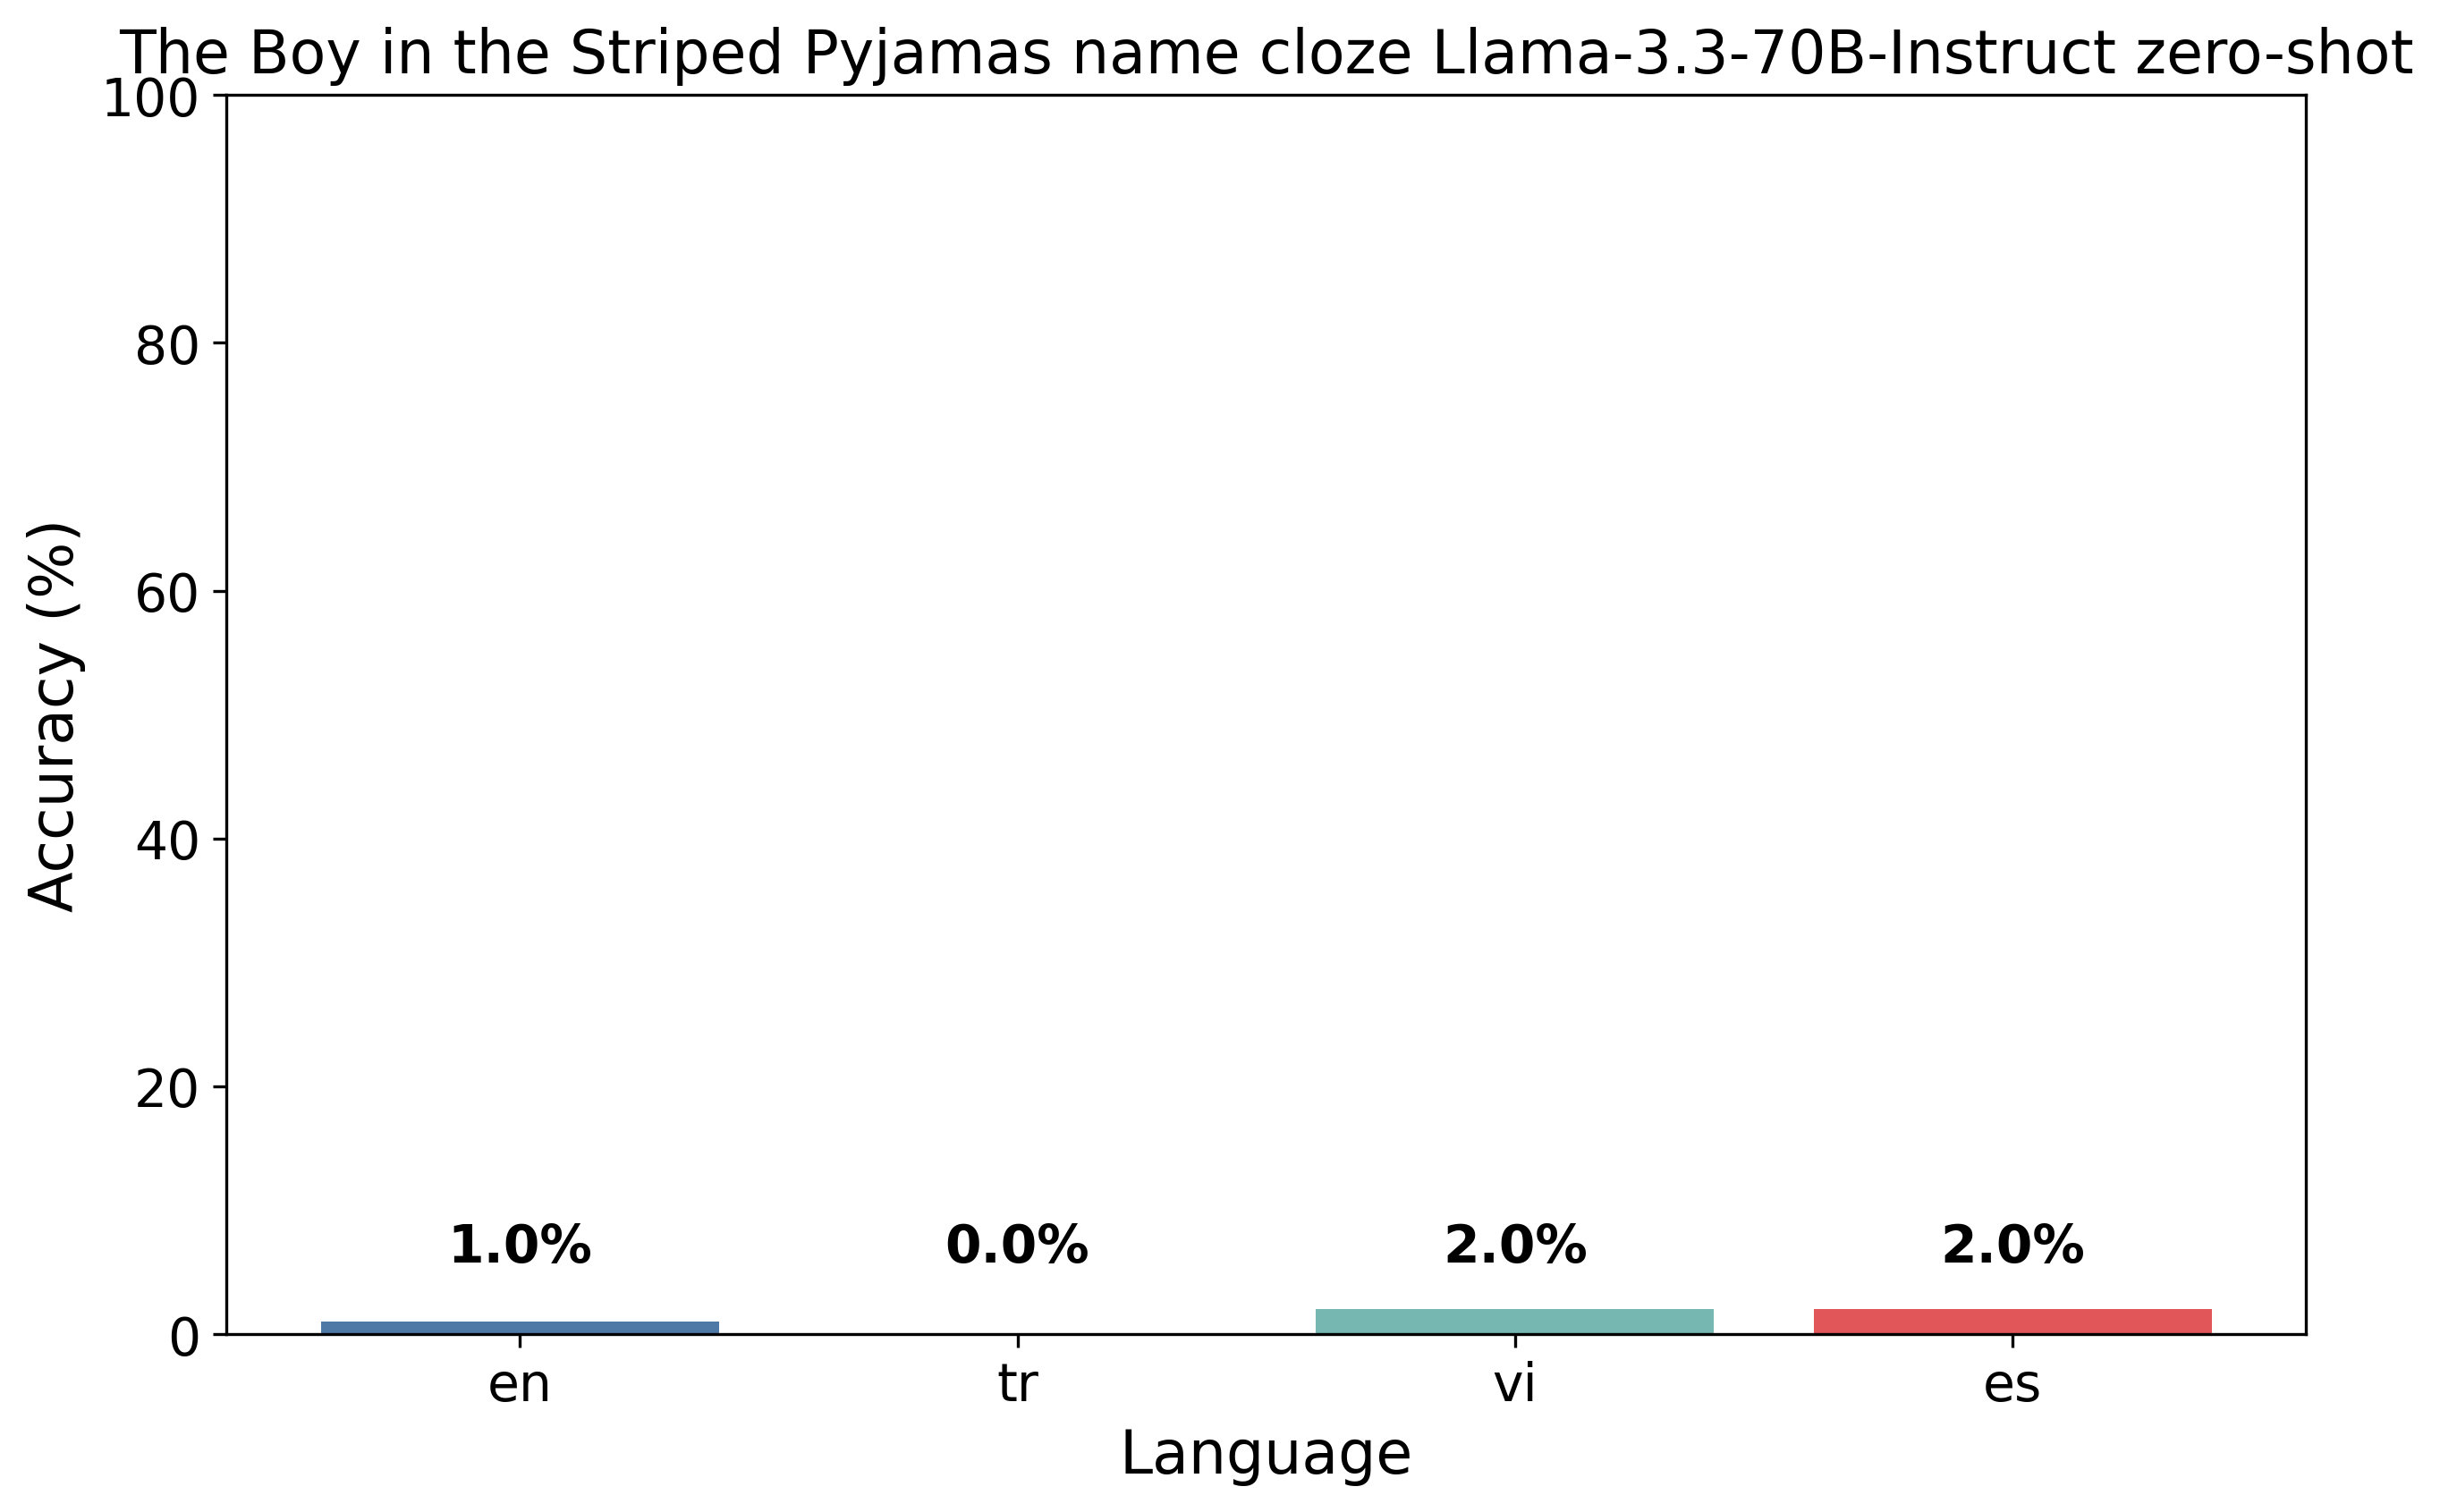 The Boy in the Striped Pyjamas name cloze Llama-3.3-70B-Instruct zero-shot
100
80
60
40
20
0
Accuracy (%)
1.0%
0.0%
2.0%
2.0%
en
tr
vi
es
Language